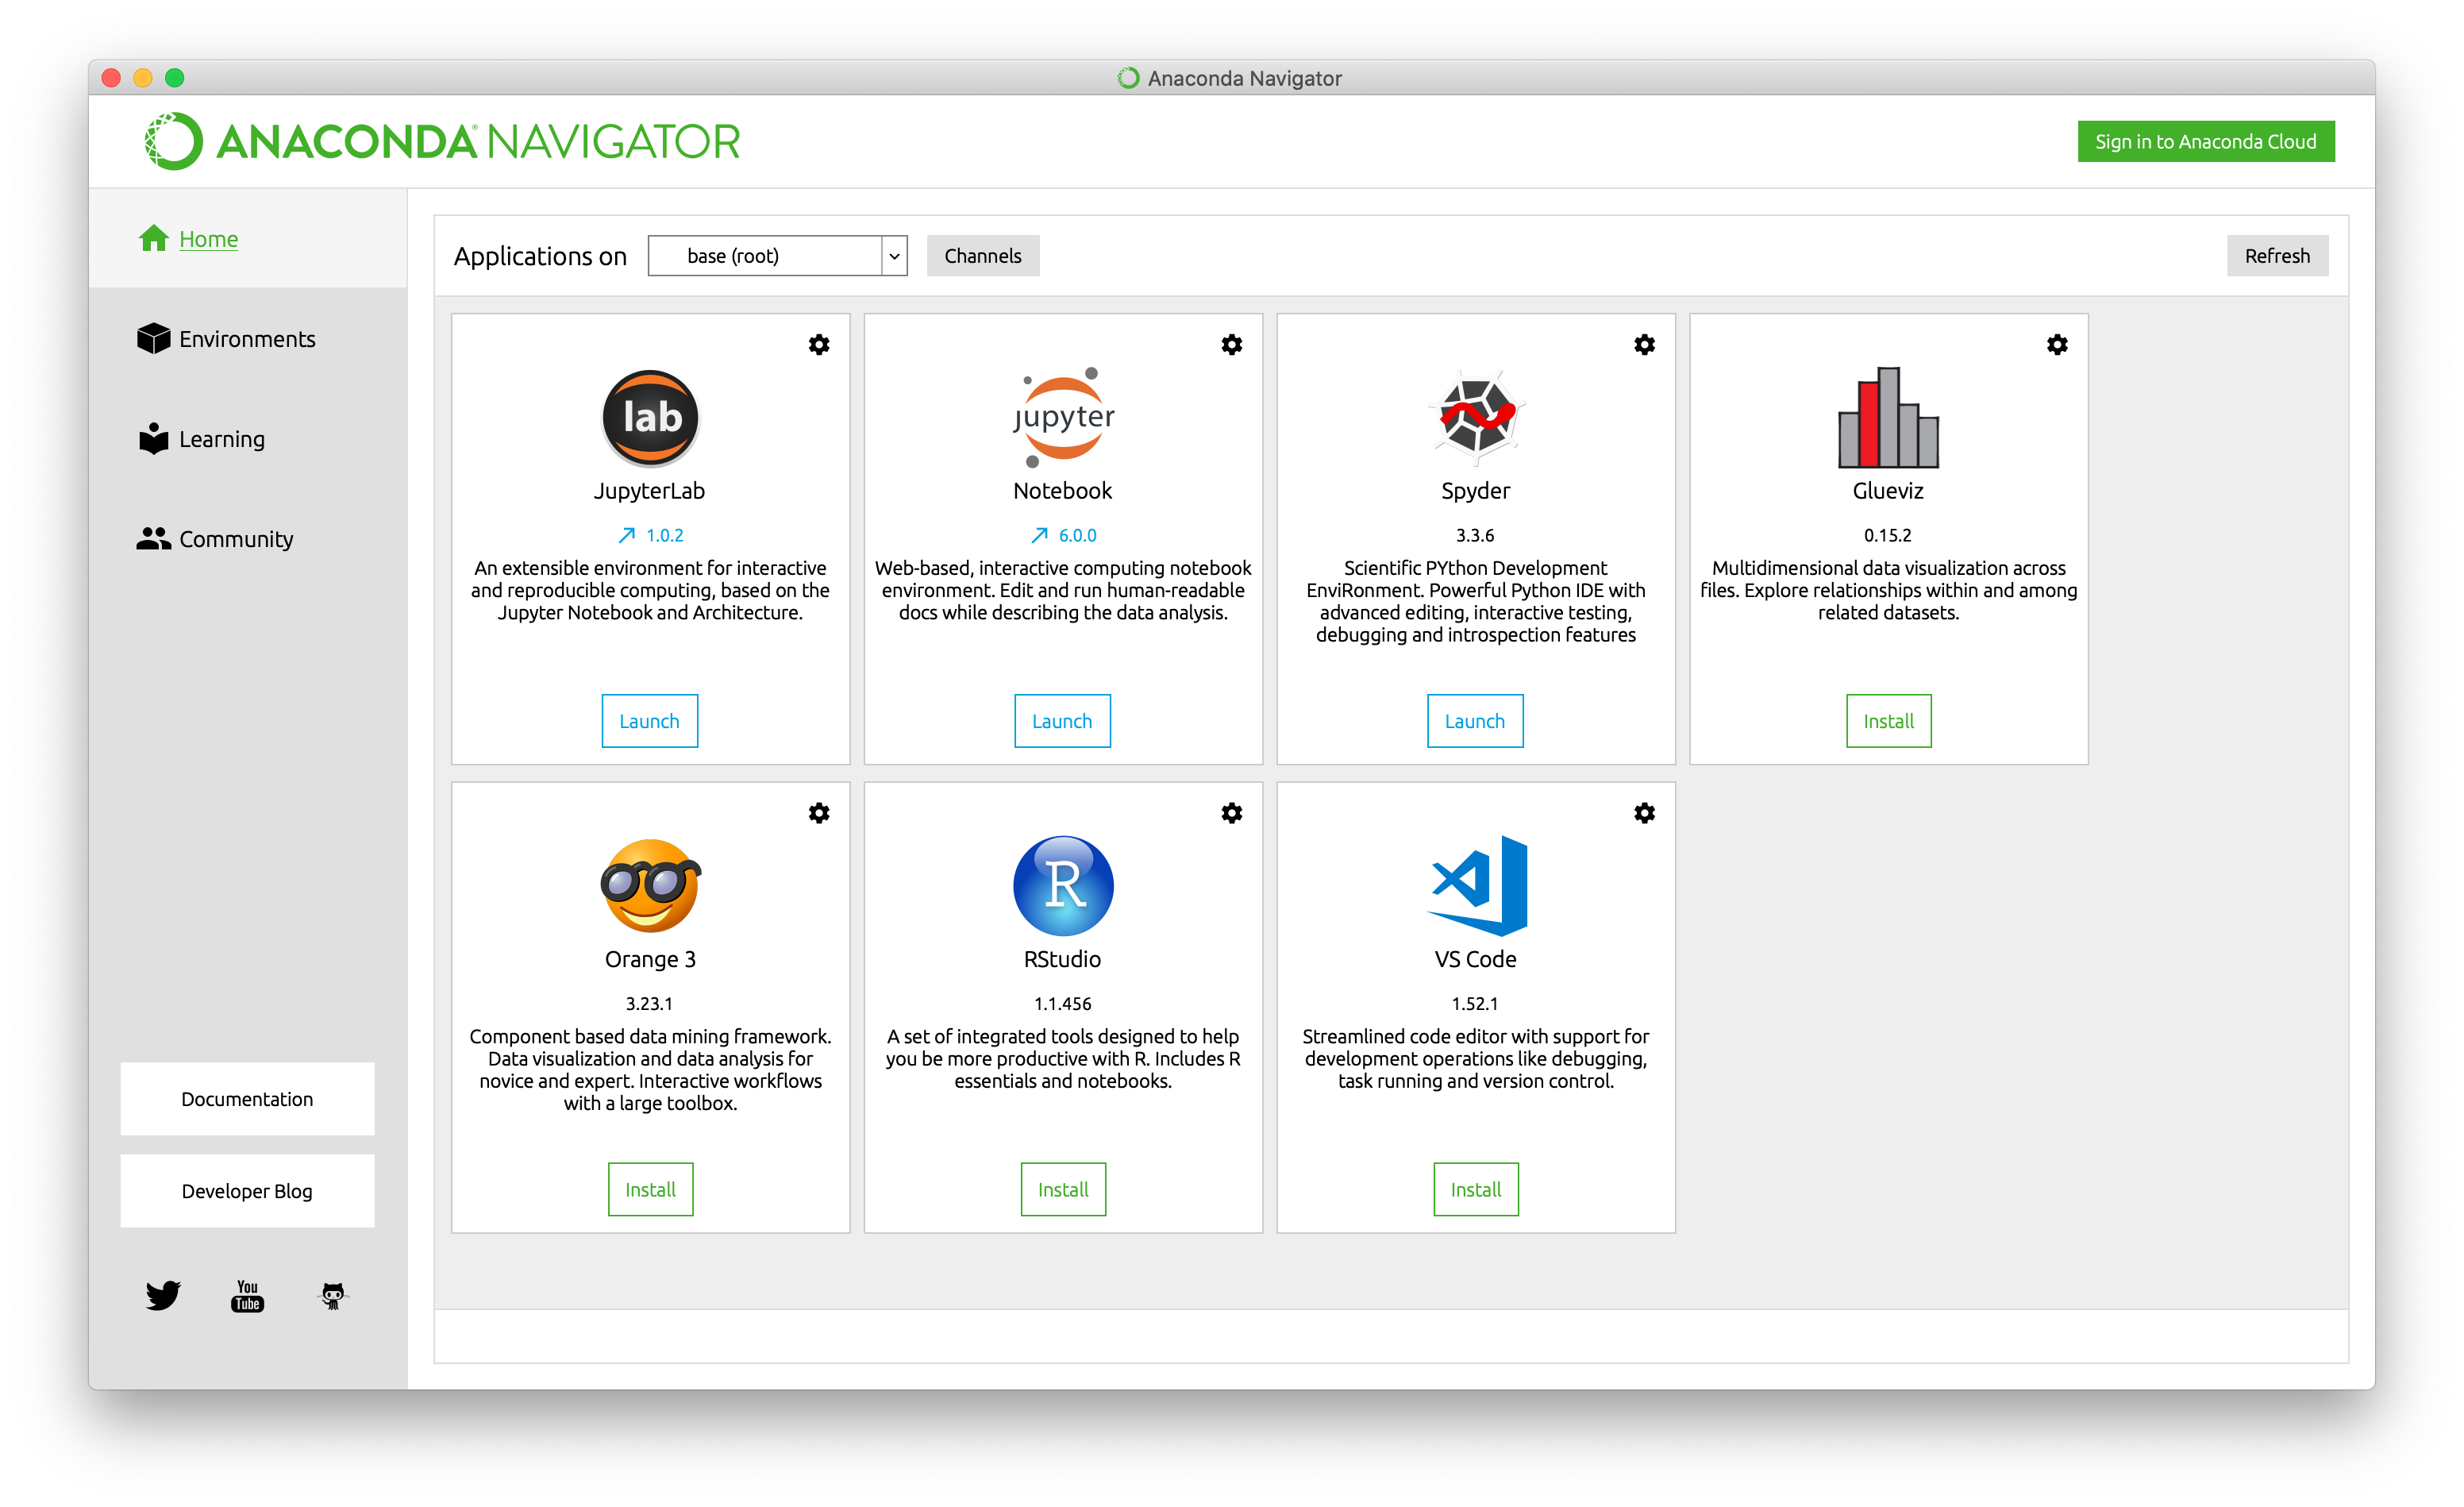 Anaconda Navigator
ANACONDA® NAVIGATOR
Sign in to Anaconda Cloud
Home
Environments
Learning
Community
Documentation
Developer Blog
You
Tube
Applications on
base (root)
Channels
Refresh
lab
JupyterLab
1.0.2
An extensible environment for interactive
and reproducible computing, based on the
Jupyter Notebook and Architecture.
Launch
jupyter
Notebook
6.0.0
Web-based, interactive computing notebook
environment. Edit and run human-readable
docs while describing the data analysis.
Launch
Spyder
3.3.6
Scientific PYthon Development
EnviRonment. Powerful Python IDE with
advanced editing, interactive testing,
debugging and introspection features
Launch
Glueviz
0.15.2
Multidimensional data visualization across
files. Explore relationships within and among
related datasets.
Install
Orange 3
3.23.1
Component based data mining framework.
Data visualization and data analysis for
novice and expert. Interactive workflows
with a large toolbox.
Install
R
RStudio
1.1.456
A set of integrated tools designed to help
you be more productive with R. Includes R
essentials and notebooks.
Install
VS Code
1.52.1
Streamlined code editor with support for
development operations like debugging,
task running and version control.
Install